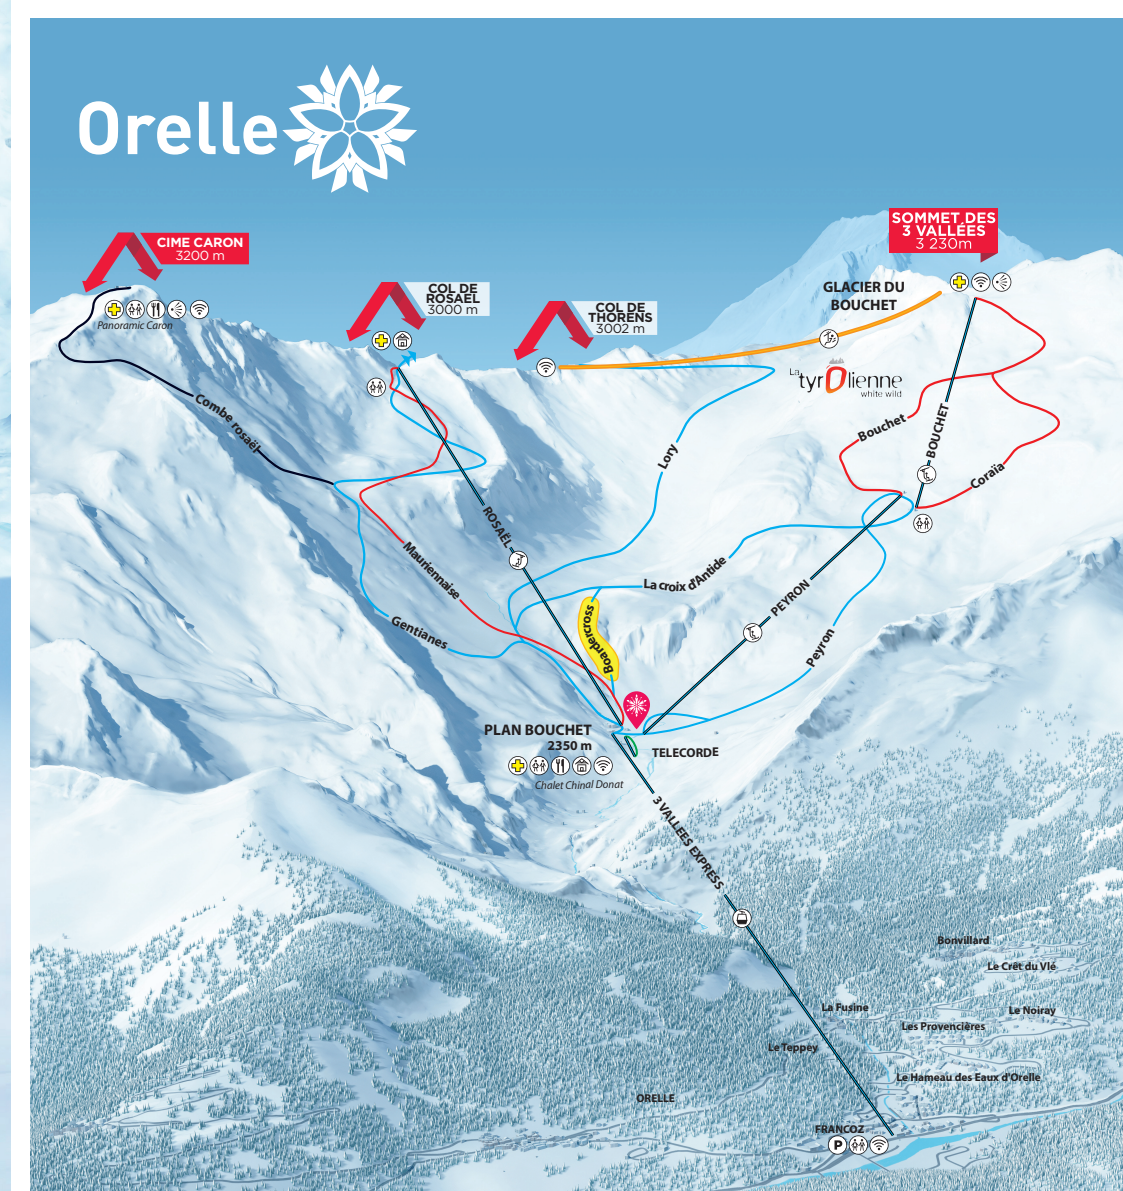 Orelle
CIME CARON
3200 m
Panoramic Caron
COL DE
ROSAËL
3000 m
COL DE
THORENS
3002 m
SOMMET DES
3 VALLÉES
3 230m
GLACIER DU
BOUCHET
La
tyrOlienne
white wild
Combe rosaël
Lory
Bouchet
BOUCHET
Coraïa
ROSAËL
Mauriennaise
La croix d'Antide
PEYRON
Boardercross
Gentianes
Peyron
PLAN BOUCHET
2350 m
TELECORDE
Chalet Chinal Donat
3 VALLEES EXPRESS
Bonvillard
Le Crêt du Vlé
La Fusine
Le Noiray
Les Provencières
Le Teppey
Le Hameau des Eaux d'Orelle
ORELLE
FRANCOZ
P